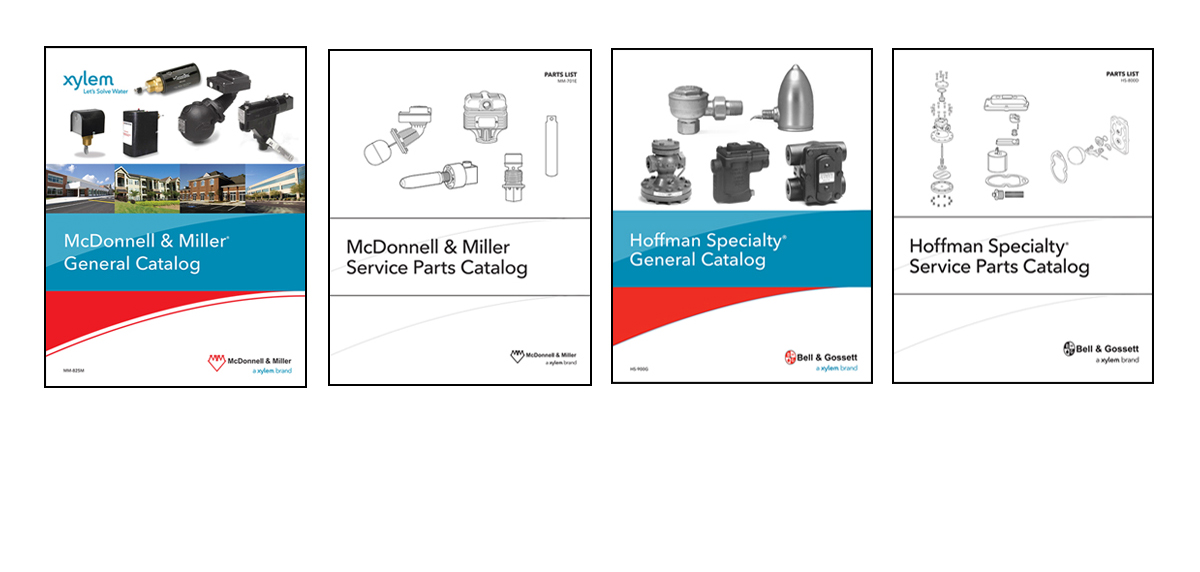 xylem
Let's Solve Water
McDonnell & Miller®
General Catalog
McDonnell & Miller
a xylem brand
MM-825M
PARTS LIST
MM-701E
McDonnell & Miller
Service Parts Catalog
McDonnell & Miller
a xylem brand
Hoffman Specialty®
General Catalog
Bell & Gossett
a xylem brand
HS-900G
PARTS LIST
HS-800D
Hoffman Specialty®
Service Parts Catalog
Bell & Gossett
a xylem brand